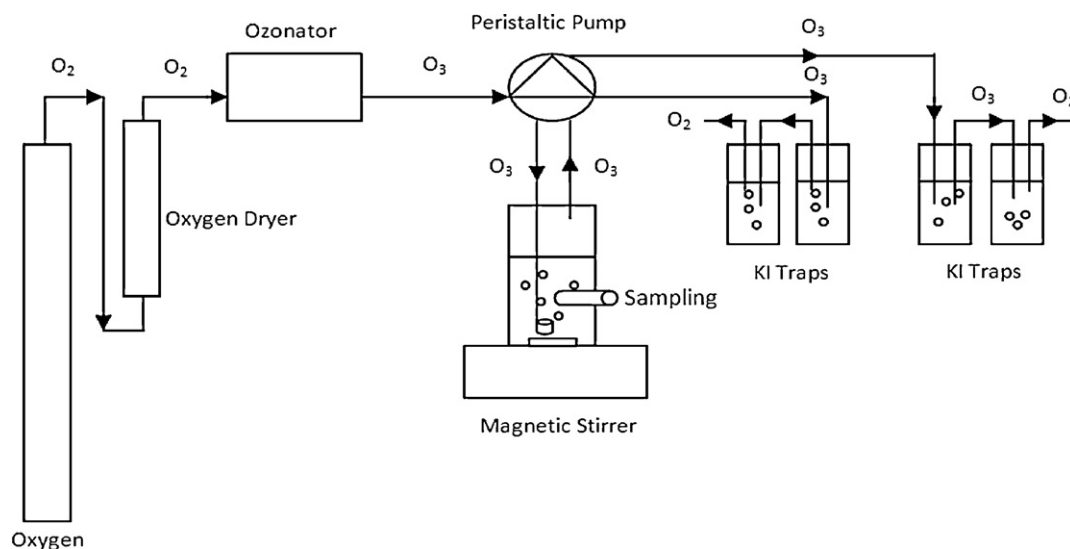 Peristaltic Pump
Ozonator
O₃
O₂
O₂
O₃
O₃
O₃
O₂
O₂
O₃
O₃
Oxygen Dryer
KI Traps
KI Traps
Sampling
Magnetic Stirrer
Oxygen